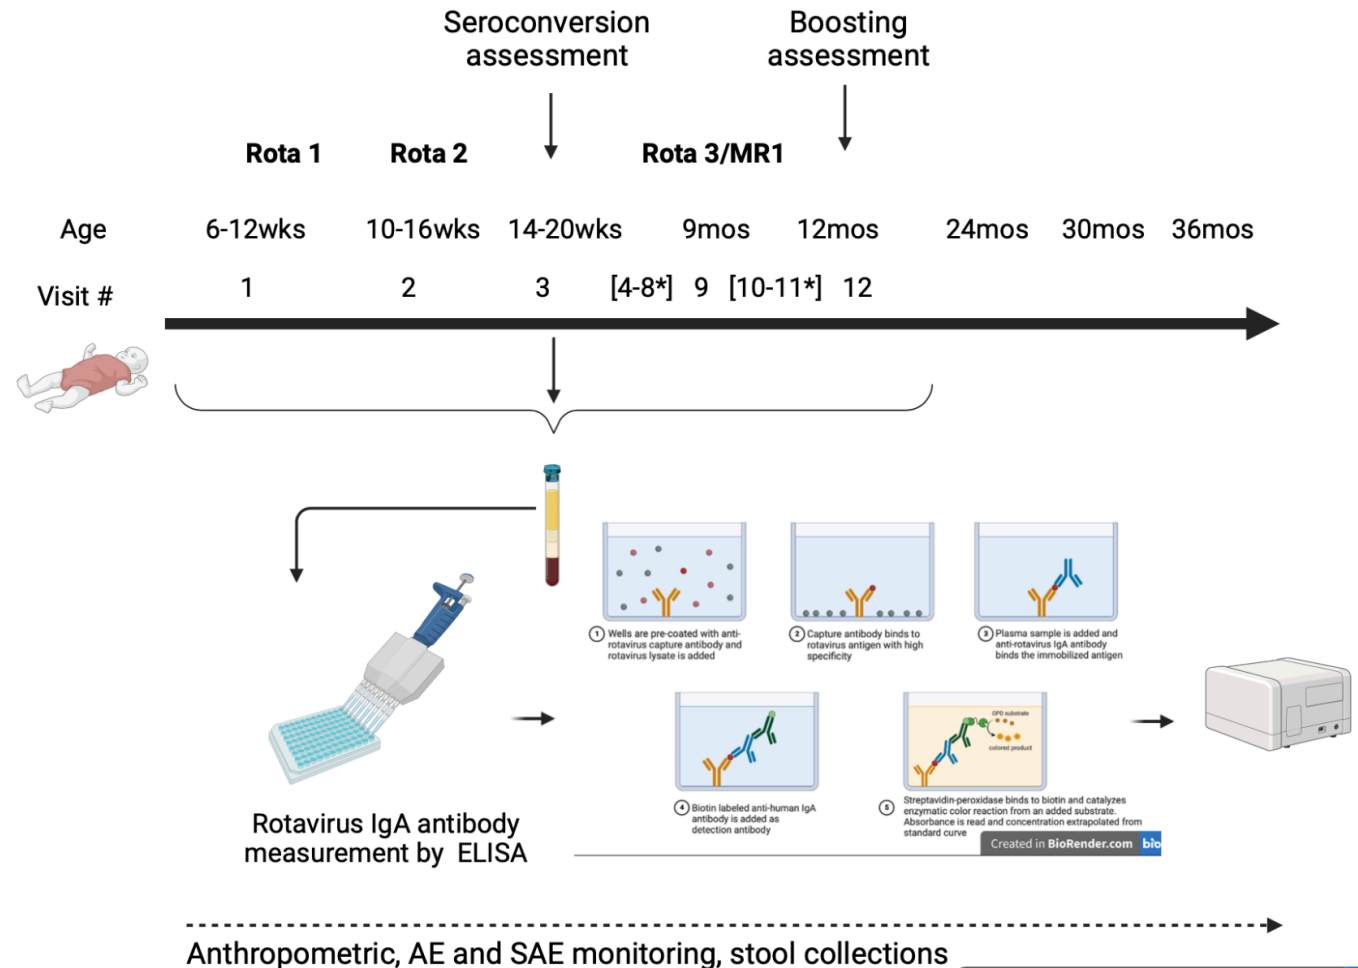 Seroconversion
assessment
Boosting
assessment
Rota 1 Rota 2 Rota 3/MR1
Age 6-12wks 10-16wks 14-20wks 9mos 12mos 24mos 30mos 36mos
Visit # 1 2 3 [4-8*] 9 [10-11*] 12
1 Wells are pre-coated with anti-
rotavirus capture antibody and
rotavirus lysate is added
2 Capture antibody binds to
rotavirus antigen with high
specificity
3 Plasma sample is added and
anti-rotavirus IgA antibody
binds the immobilized antigen
4 Biotin labeled anti-human IgA
antibody is added as
detection antibody
OPD substrate
colored product
5 Streptavidin-peroxidase binds to biotin and catalyzes
enzymatic color reaction from an added substrate.
Absorbance is read and concentration extrapolated from
standard curve
Created in BioRender.com bio
Rotavirus IgA antibody
measurement by ELISA
Anthropometric, AE and SAE monitoring, stool collections